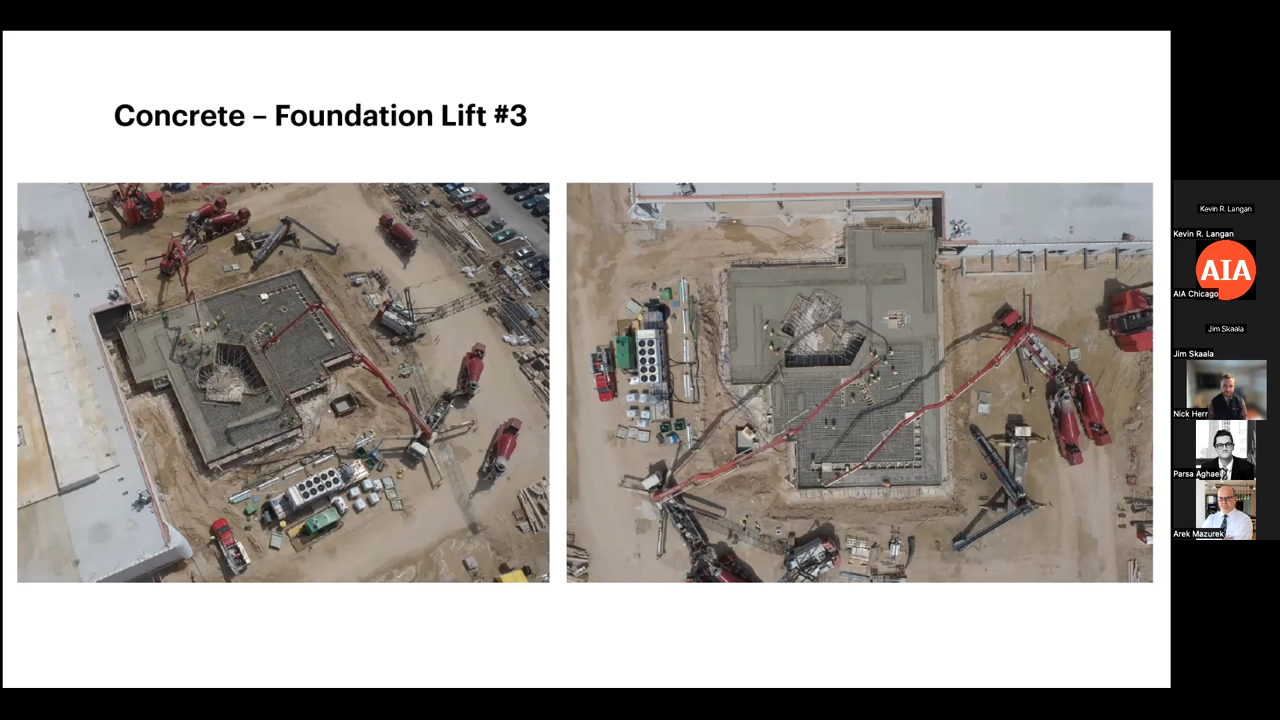 Concrete – Foundation Lift #3
Kevin R. Langan
Kevin R. Langan
AIA
AIA Chicago
Jim Skaala
Jim Skaala
Nick Herr
Parsa Aghaei
Arek Mazurek